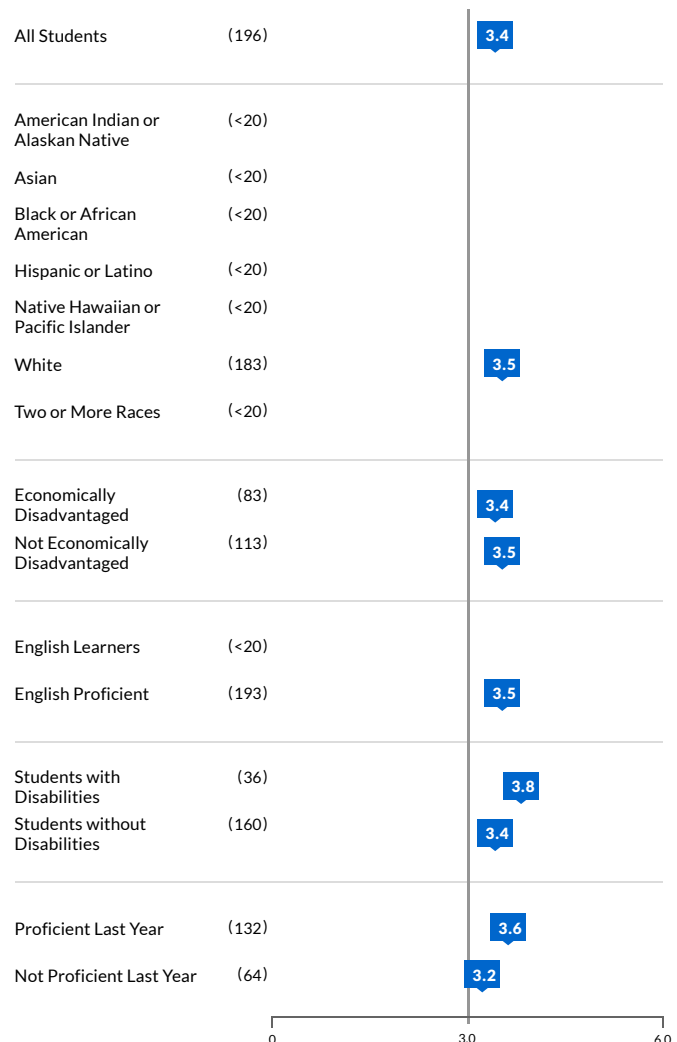 All Students (196) 3.4
American Indian or (<20)
Alaskan Native
Asian (<20)
Black or African (<20)
American
Hispanic or Latino (<20)
Native Hawaiian or (<20)
Pacific Islander
White (183) 3.5
Two or More Races (<20)
Economically (83) 3.4
Disadvantaged
Not Economically (113) 3.5
Disadvantaged
English Learners (<20)
English Proficient (193) 3.5
Students with (36) 3.8
Disabilities
Students without (160) 3.4
Disabilities
Proficient Last Year (132) 3.6
Not Proficient Last Year (64) 3.2
0 3.0 6.0